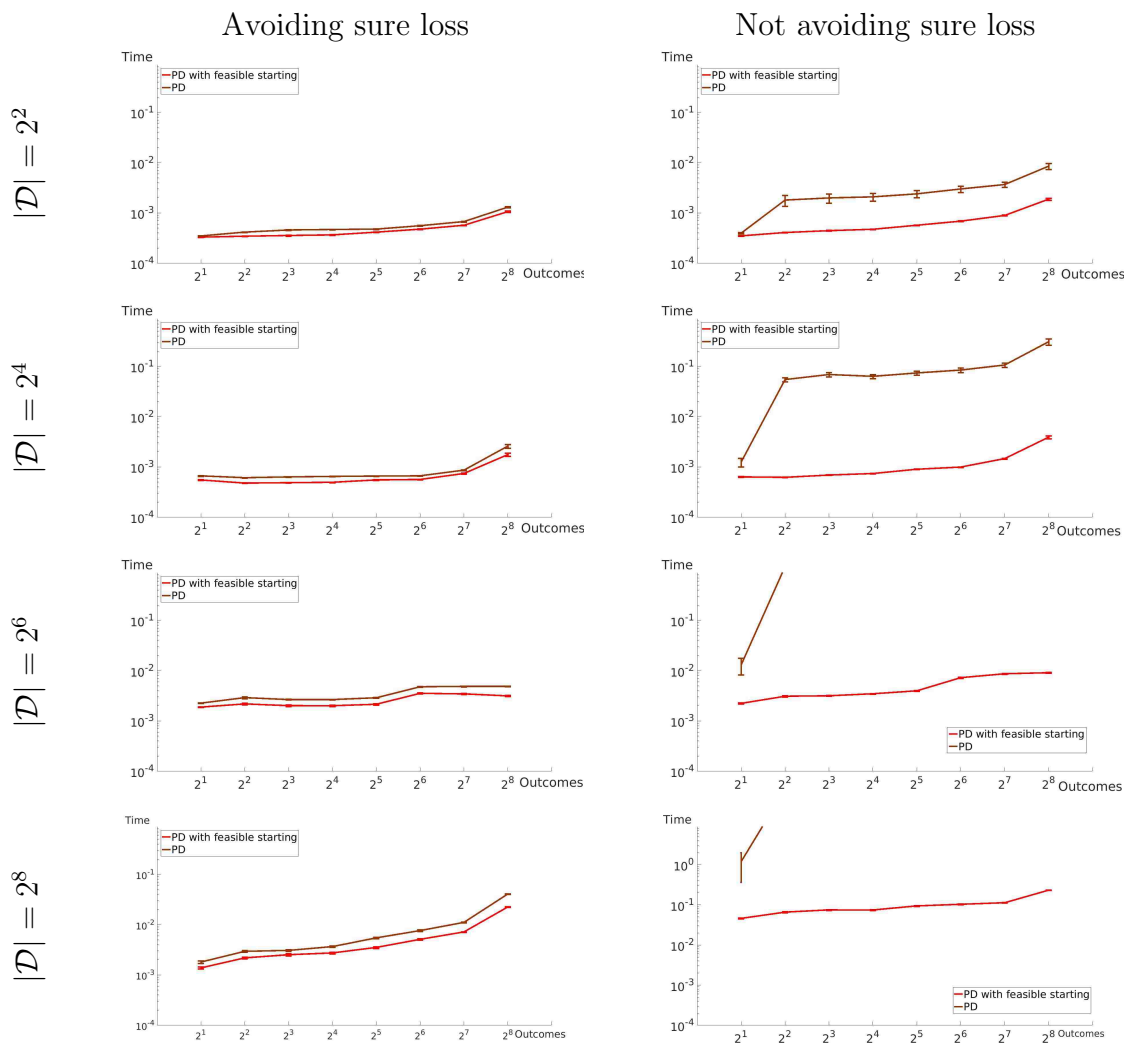 Avoiding sure loss
Not avoiding sure loss
|𝒟| = 2²
Time
PD with feasible starting
PD
10⁻¹
10⁻²
10⁻³
10⁻⁴
2¹ 2² 2³ 2⁴ 2⁵ 2⁶ 2⁷ 2⁸ Outcomes
Time
PD with feasible starting
PD
10⁻¹
10⁻²
10⁻³
10⁻⁴
2¹ 2² 2³ 2⁴ 2⁵ 2⁶ 2⁷ 2⁸ Outcomes
|𝒟| = 2⁴
Time
PD with feasible starting
PD
10⁻¹
10⁻²
10⁻³
10⁻⁴
2¹ 2² 2³ 2⁴ 2⁵ 2⁶ 2⁷ 2⁸ Outcomes
Time
PD with feasible starting
PD
10⁻¹
10⁻²
10⁻³
10⁻⁴
2¹ 2² 2³ 2⁴ 2⁵ 2⁶ 2⁷ 2⁸ Outcomes
|𝒟| = 2⁶
Time
PD with feasible starting
PD
10⁻¹
10⁻²
10⁻³
10⁻⁴
2¹ 2² 2³ 2⁴ 2⁵ 2⁶ 2⁷ 2⁸ Outcomes
Time
10⁻¹
10⁻²
10⁻³
PD with feasible starting
PD
10⁻⁴
2¹ 2² 2³ 2⁴ 2⁵ 2⁶ 2⁷ 2⁸ Outcomes
|𝒟| = 2⁸
Time
PD with feasible starting
PD
10⁻¹
10⁻²
10⁻³
10⁻⁴
2¹ 2² 2³ 2⁴ 2⁵ 2⁶ 2⁷ 2⁸ Outcomes
Time
10⁰
10⁻¹
10⁻²
10⁻³
PD with feasible starting
PD
10⁻⁴
2¹ 2² 2³ 2⁴ 2⁵ 2⁶ 2⁷ 2⁸ Outcomes